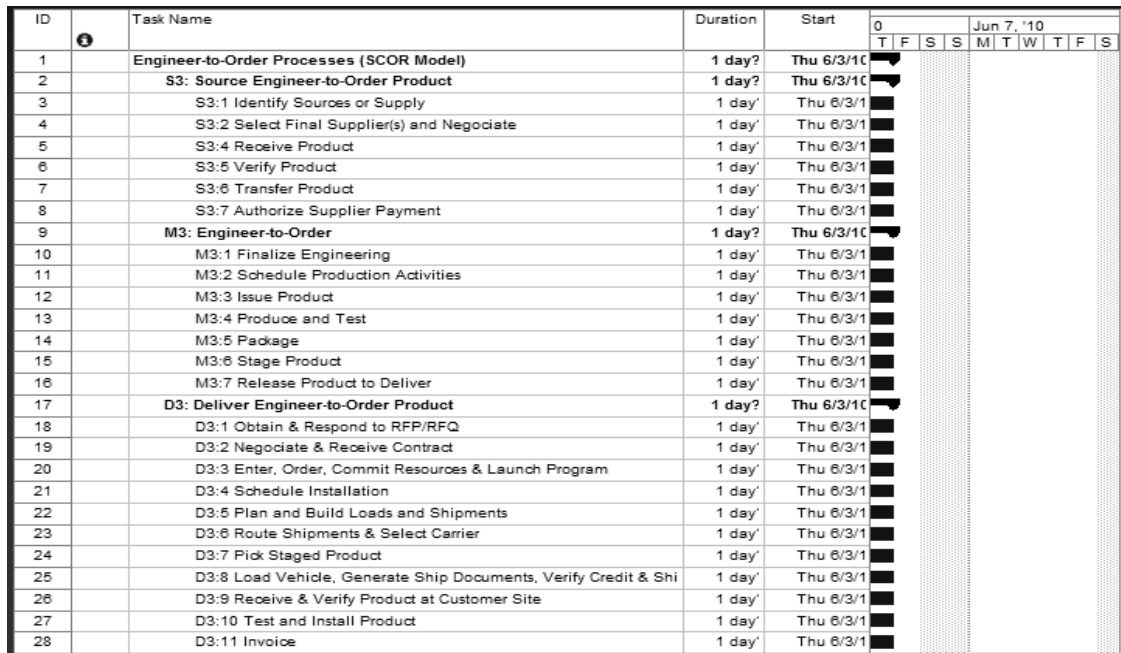 ID Task Name Duration Start 0 Jun 7, '10
T F S S M T W T F S
1 Engineer-to-Order Processes (SCOR Model) 1 day? Thu 6/3/10
2 S3: Source Engineer-to-Order Product 1 day? Thu 6/3/10
3 S3:1 Identify Sources or Supply 1 day? Thu 6/3/1
4 S3:2 Select Final Supplier(s) and Negociate 1 day? Thu 6/3/1
5 S3:4 Receive Product 1 day? Thu 6/3/1
6 S3:5 Verify Product 1 day? Thu 6/3/1
7 S3:6 Transfer Product 1 day? Thu 6/3/1
8 S3:7 Authorize Supplier Payment 1 day? Thu 6/3/1
9 M3: Engineer-to-Order 1 day? Thu 6/3/10
10 M3:1 Finalize Engineering 1 day? Thu 6/3/1
11 M3:2 Schedule Production Activities 1 day? Thu 6/3/1
12 M3:3 Issue Product 1 day? Thu 6/3/1
13 M3:4 Produce and Test 1 day? Thu 6/3/1
14 M3:5 Package 1 day? Thu 6/3/1
15 M3:6 Stage Product 1 day? Thu 6/3/1
16 M3:7 Release Product to Deliver 1 day? Thu 6/3/1
17 D3: Deliver Engineer-to-Order Product 1 day? Thu 6/3/10
18 D3:1 Obtain & Respond to RFP/RFQ 1 day? Thu 6/3/1
19 D3:2 Negociate & Receive Contract 1 day? Thu 6/3/1
20 D3:3 Enter, Order, Commit Resources & Launch Program 1 day? Thu 6/3/1
21 D3:4 Schedule Installation 1 day? Thu 6/3/1
22 D3:5 Plan and Build Loads and Shipments 1 day? Thu 6/3/1
23 D3:6 Route Shipments & Select Carrier 1 day? Thu 6/3/1
24 D3:7 Pick Staged Product 1 day? Thu 6/3/1
25 D3:8 Load Vehicle, Generate Ship Documents, Verify Credit & Shi 1 day? Thu 6/3/1
26 D3:9 Receive & Verify Product at Customer Site 1 day? Thu 6/3/1
27 D3:10 Test and Install Product 1 day? Thu 6/3/1
28 D3:11 Invoice 1 day? Thu 6/3/1